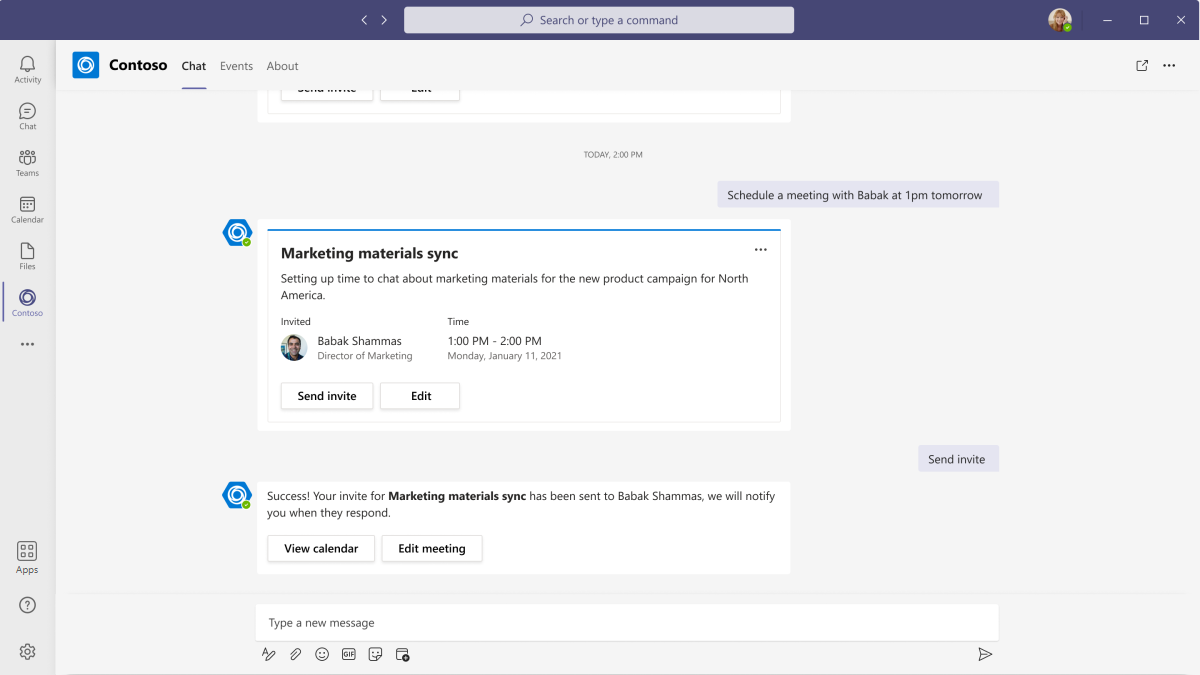 Search or type a command
Activity
Chat
Teams
Calendar
Files
Contoso
Apps
Contoso
Chat Events About
Send invite Edit
TODAY, 2:00 PM
Schedule a meeting with Babak at 1pm tomorrow
Marketing materials sync
Setting up time to chat about marketing materials for the new product campaign for North
America.
Invited Time
Babak Shammas 1:00 PM - 2:00 PM
Director of Marketing Monday, January 11, 2021
Send invite Edit
Send invite
Success! Your invite for Marketing materials sync has been sent to Babak Shammas, we will notify
you when they respond.
View calendar Edit meeting
Type a new message
GIF